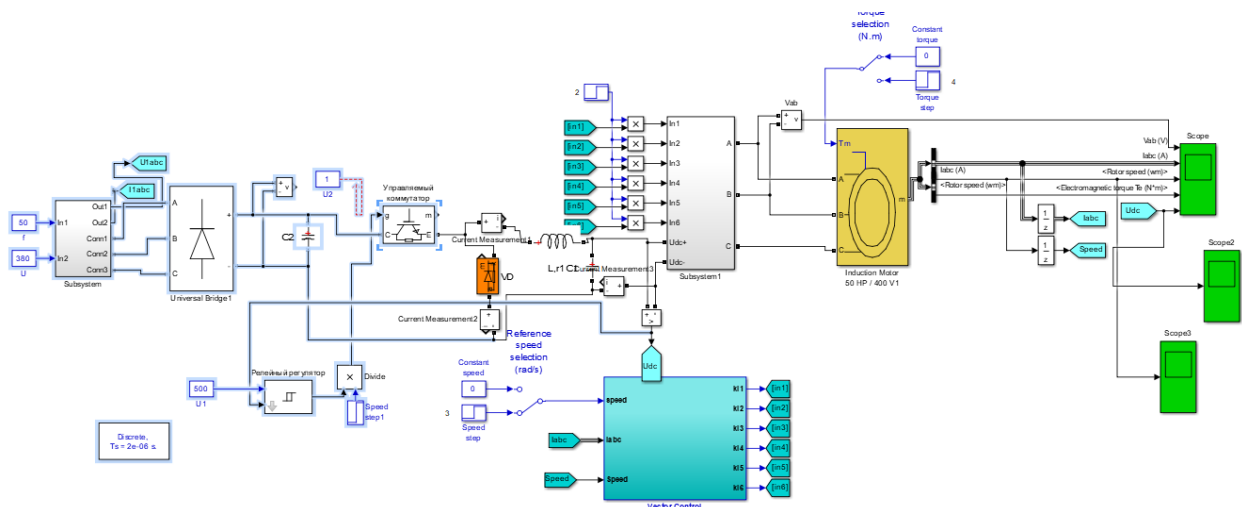 Torque
selection
(N.m)
Constant
torque
0
4
Torque
step
2
[in1]
[in2]
[in3]
[in4]
[in5]
In1
In2
In3
In4
In5
In6
Udc+
Udc-
A
B
C
Subsystem1
Vab
+
-
v
Tm
A
B
C
m
Induction Motor
50 HP / 400 V1
Iabc (A)
<Rotor speed (wm)>
Vab (V)
Iabc (A)
<Rotor speed (wm)>
<Electromagnetic torque Te (N*m)>
Scope
Udc
1
z
Iabc
1
z
Speed
Scope2
Scope3
U1abc
I1abc
50
f
380
U
In1
In2
Out1
Out2
Conn1
Conn2
Conn3
Subsystem
A
B
C
+
-
Universal Bridge1
C2
+
-
v
1
U2
Управляемый
коммутатор
g
m
C
E
Current Measurement1
VD
Current Measurement2
L,r1
Current Measurement3
500
U1
Релейный регулятор
×
Divide
Speed
step1
Discrete,
Ts = 2e-06 s.
Reference
speed
selection
(rad/s)
Constant
speed
0
3
Speed
step
Iabc
Speed
Udc
speed
Iabc
Speed
kl1
kl2
kl3
kl4
kl5
kl6
[in1]
[in2]
[in3]
[in4]
[in5]
[in6]
Vector Control